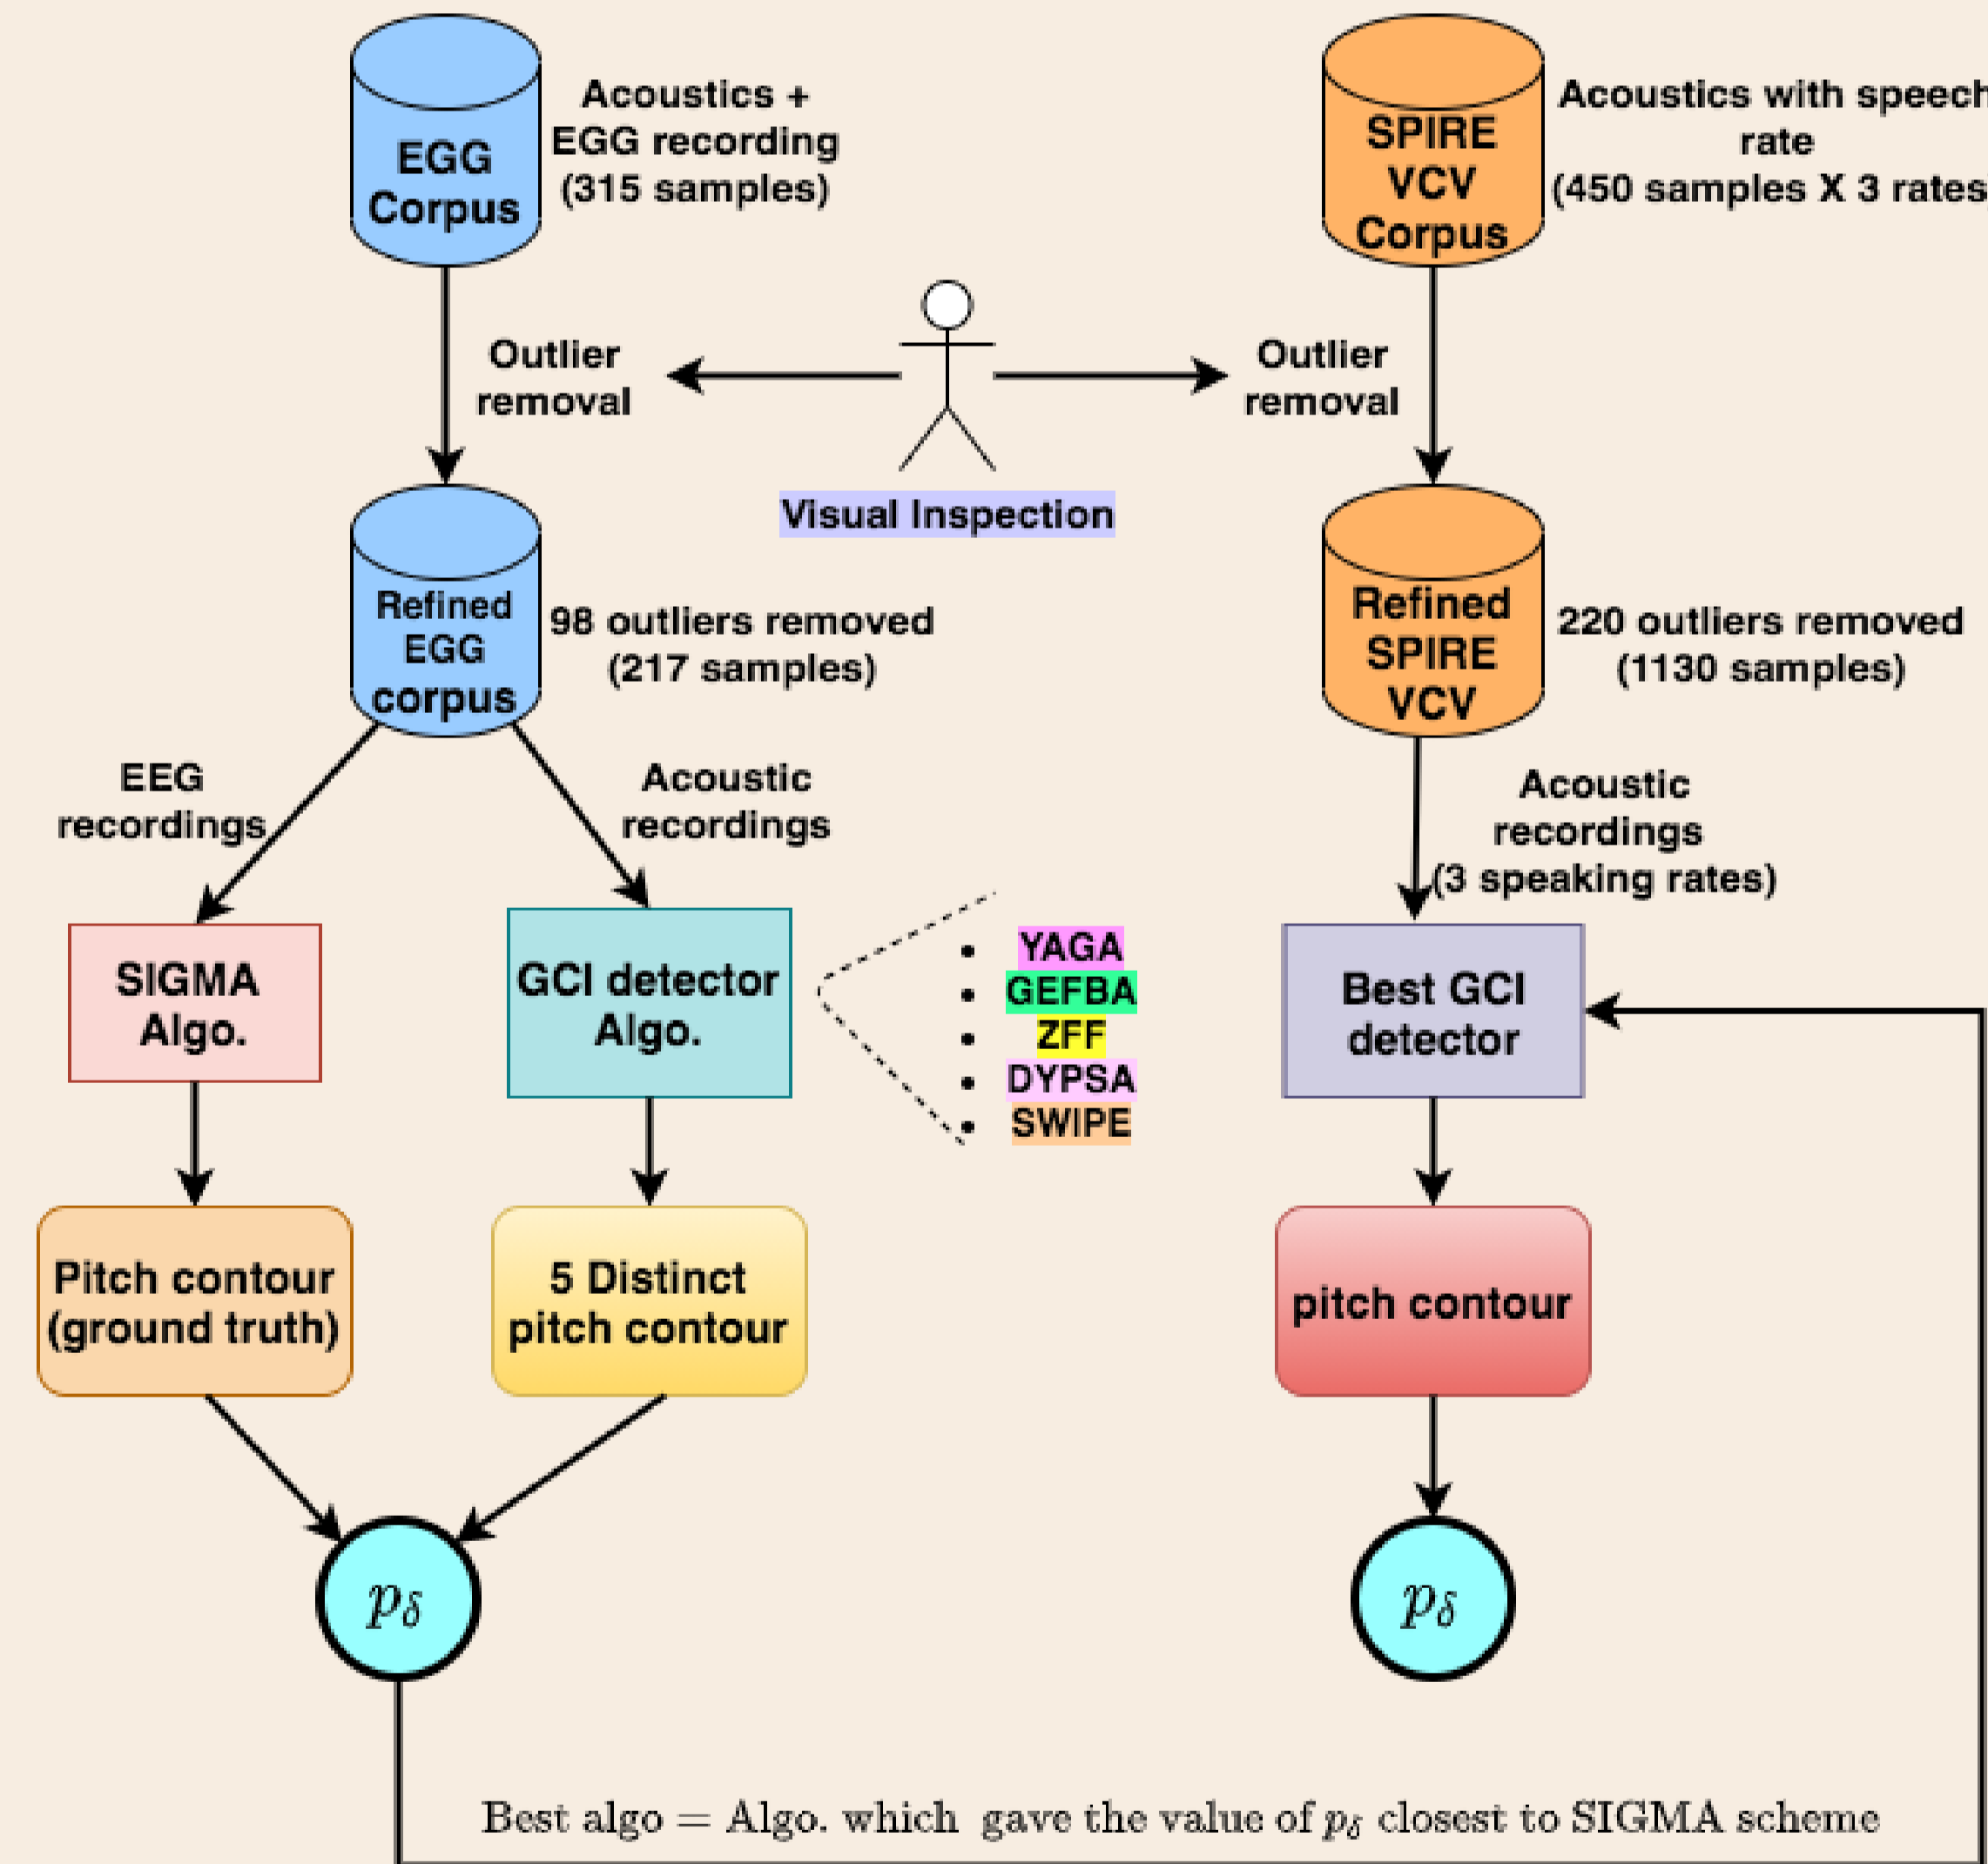 EGG
Corpus
Acoustics +
EGG recording
(315 samples)
SPIRE
VCV
Corpus
Acoustics with speech
rate
(450 samples X 3 rates
Outlier
removal
Outlier
removal
Visual Inspection
Refined
EGG
corpus
98 outliers removed
(217 samples)
Refined
SPIRE
VCV
220 outliers removed
(1130 samples)
EEG
recordings
Acoustic
recordings
Acoustic
recordings
(3 speaking rates)
SIGMA
Algo.
GCI detector
Algo.
• YAGA
• GEFBA
• ZFF
• DYPSA
• SWIPE
Best GCI
detector
Pitch contour
(ground truth)
5 Distinct
pitch contour
pitch contour
pδ
pδ
Best algo = Algo. which gave the value of pδ closest to SIGMA scheme